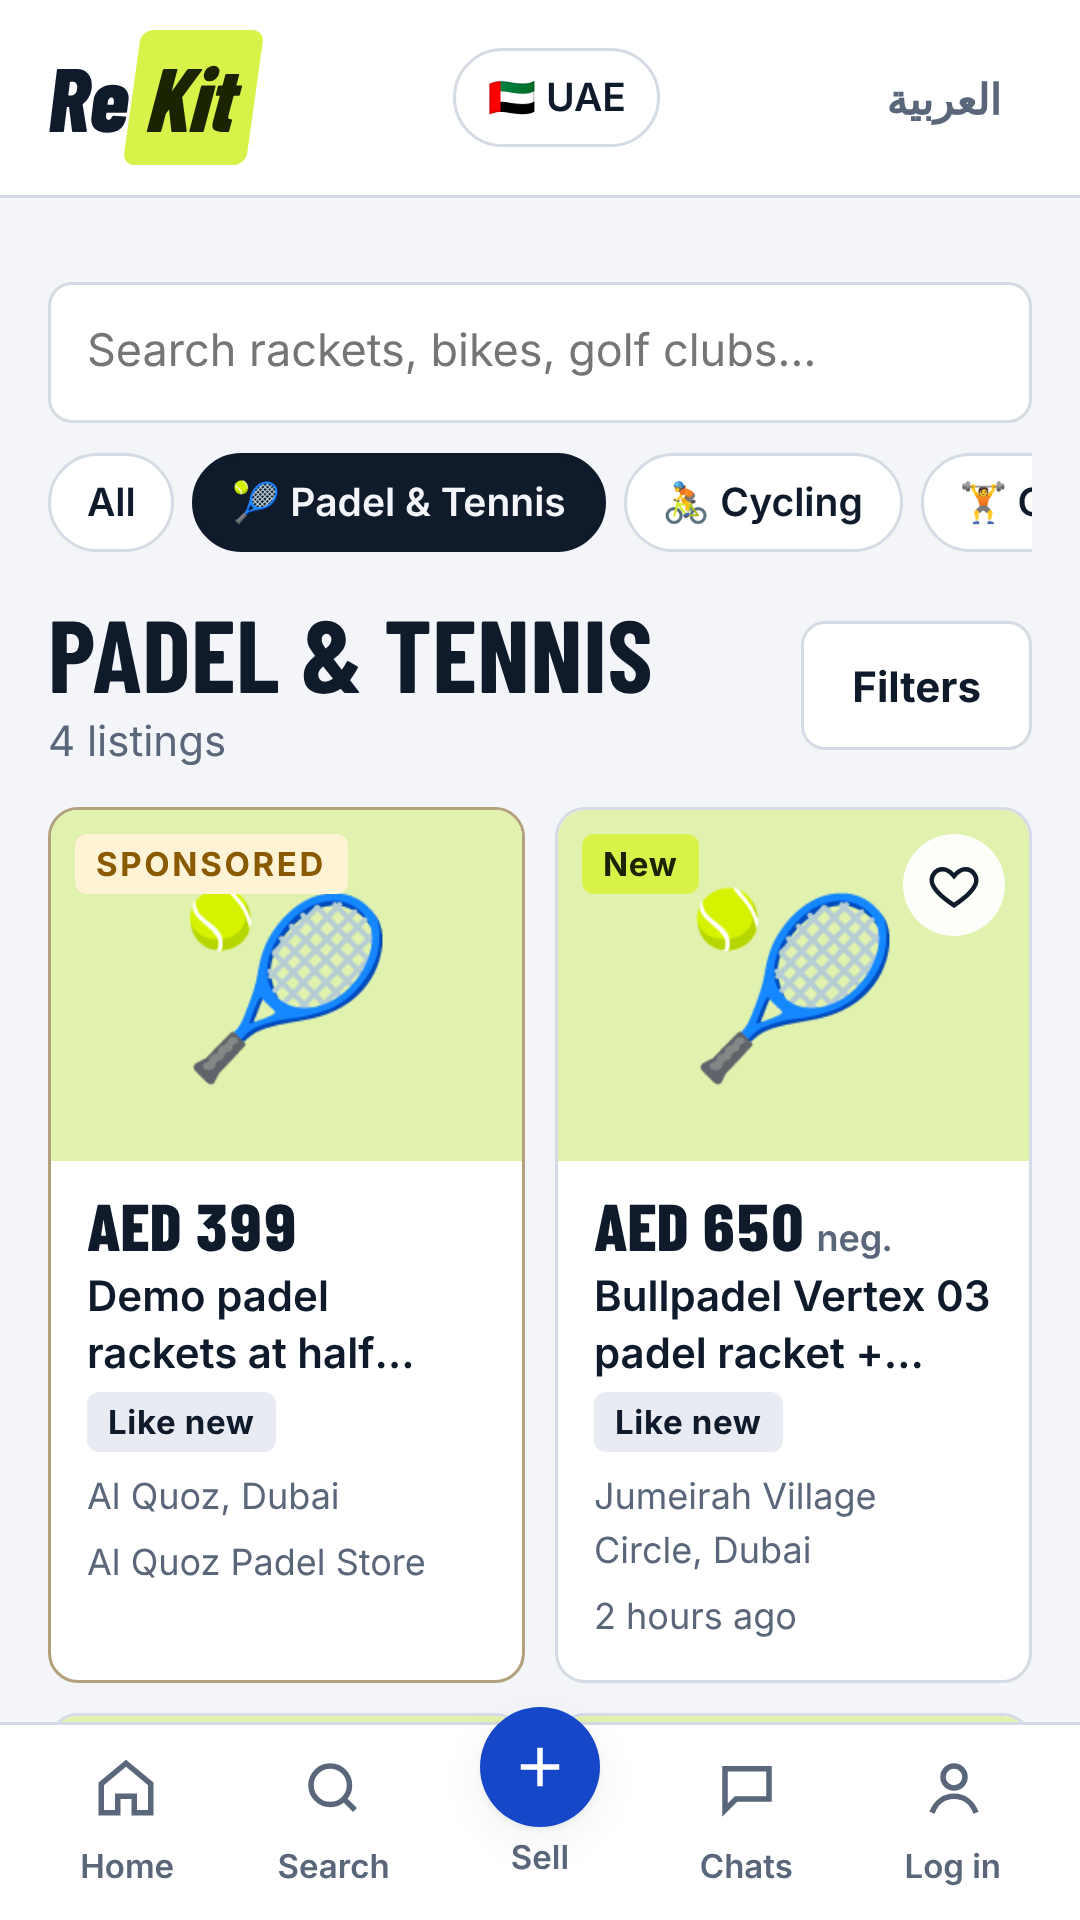 Re Kit
🇦🇪 UAE
العربية
Search rackets, bikes, golf clubs...
All
Padel & Tennis
Cycling
PADEL & TENNIS
4 listings
Filters
SPONSORED
AED 399
Demo padel
rackets at half...
Like new
Al Quoz, Dubai
Al Quoz Padel Store
New
AED 650 neg.
Bullpadel Vertex 03
padel racket +...
Like new
Jumeirah Village
Circle, Dubai
2 hours ago
Home
Search
Sell
Chats
Log in